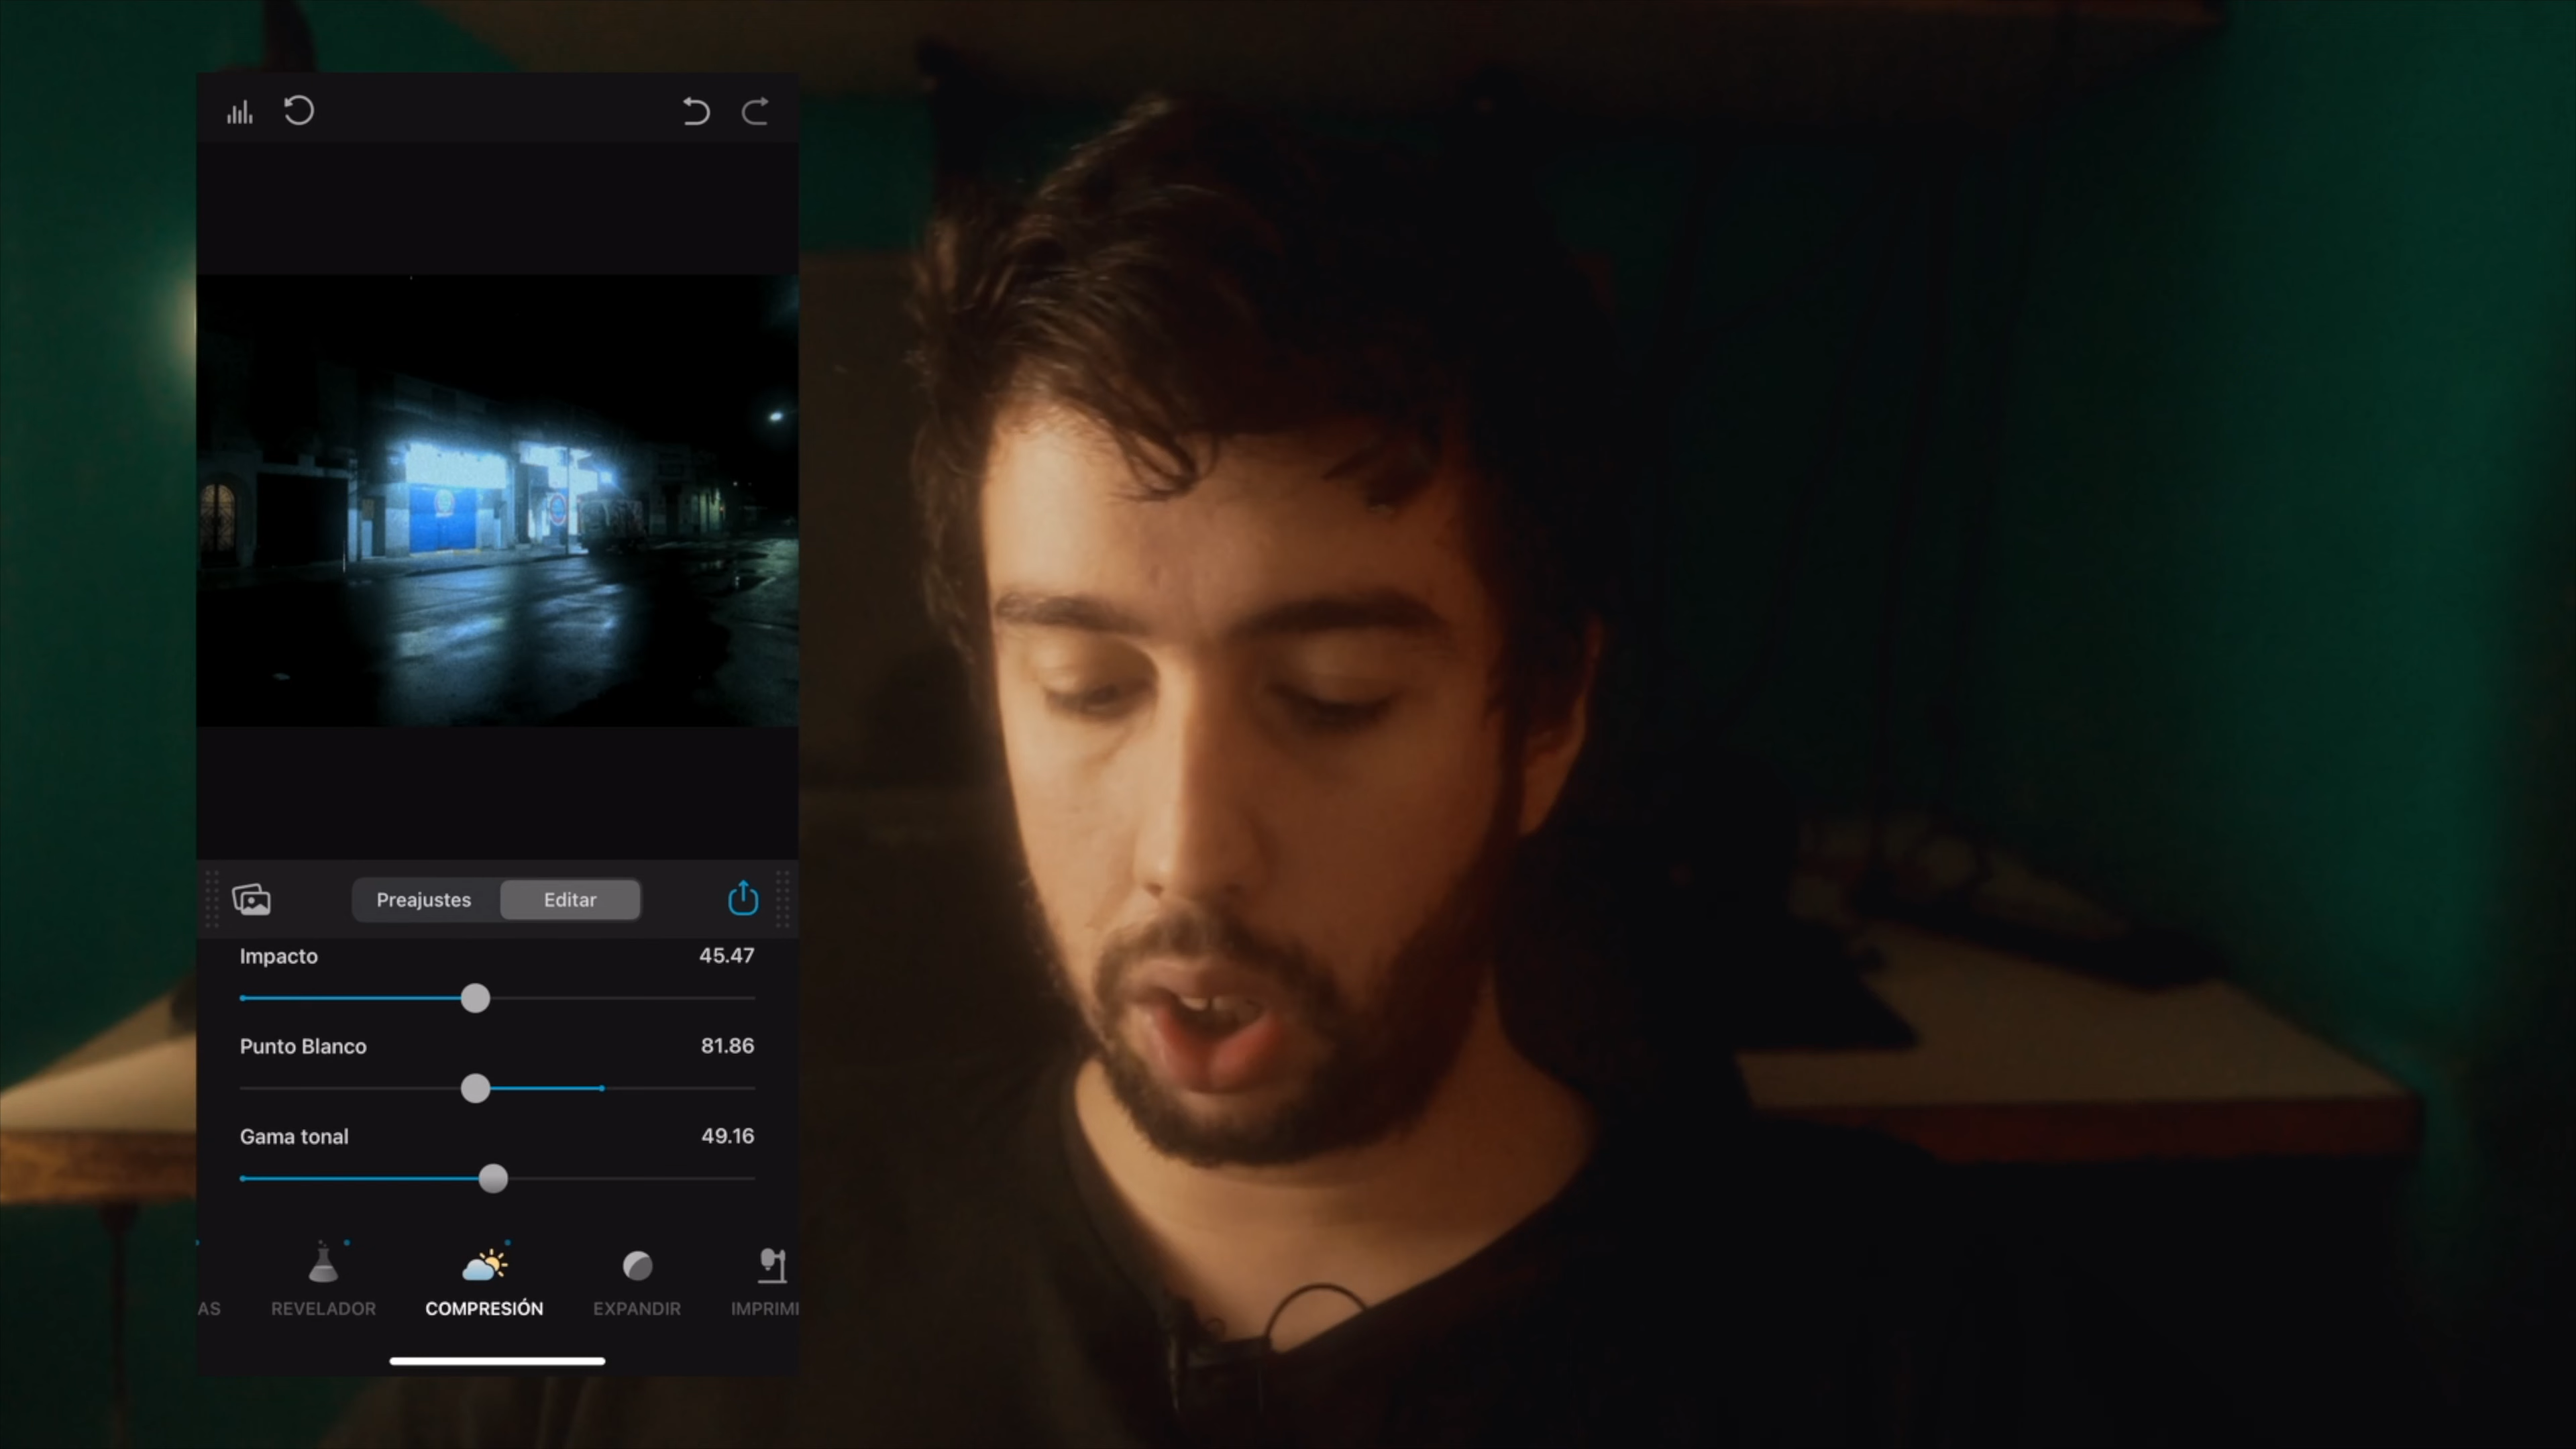 Preajustes Editar
Impacto 45.47
Punto Blanco 81.86
Gama tonal 49.16
AS REVELADOR COMPRESIÓN EXPANDIR IMPRIMI